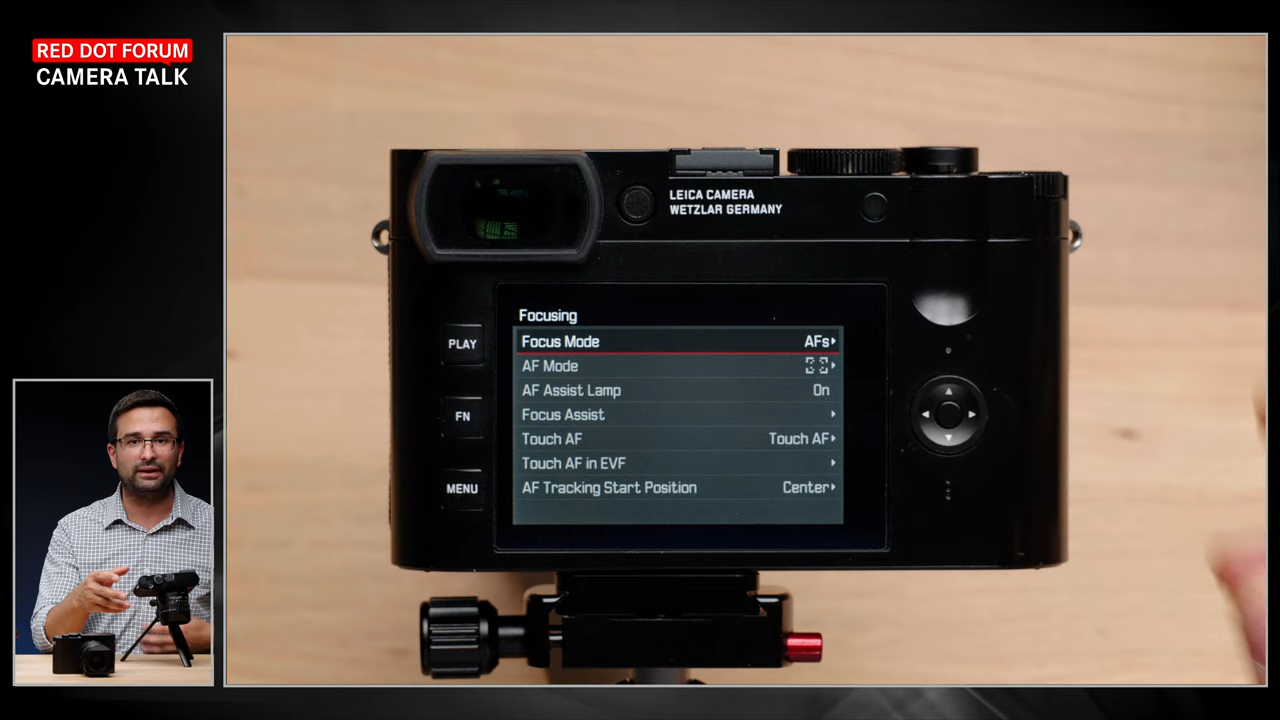 RED DOT FORUM
CAMERA TALK
LEICA CAMERA
WETZLAR GERMANY
PLAY
FN
MENU
Focusing
Focus Mode AFs
AF Mode
AF Assist Lamp On
Focus Assist
Touch AF Touch AF
Touch AF in EVF
AF Tracking Start Position Center